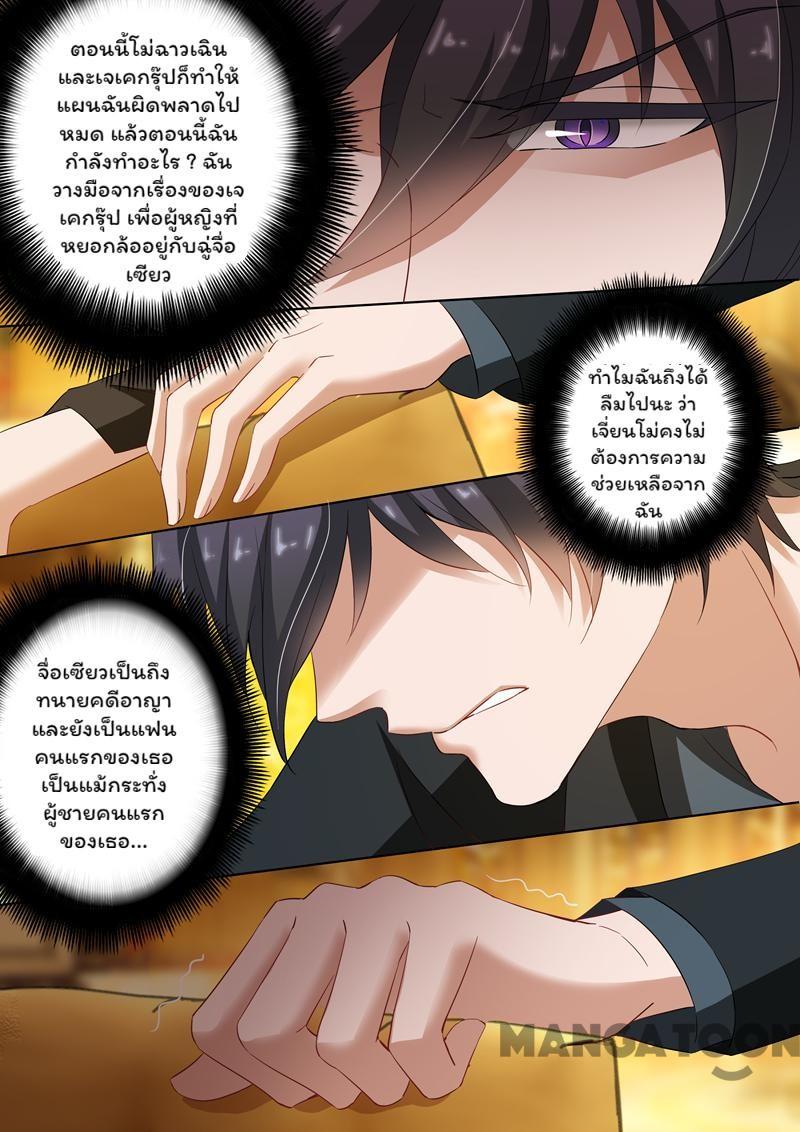 ตอนนี้โม่ฉาวเฉิน
และเจเคกรุ๊ปก็ทำให้
แผนฉันผิดพลาดไป
หมด แล้วตอนนี้ฉัน
กำลังทำอะไร ? ฉัน
วางมือจากเรื่องของเจ
เคกรุ๊ป เพื่อผู้หญิงที่
หยอกล้ออยู่กับฉู่จื่อ
เซียว
ทำไมฉันถึงได้
ลืมไปนะ ว่า
เจี่ยนโม่คงไม่
ต้องการความ
ช่วยเหลือจาก
ฉัน
จื่อเซียวเป็นถึง
ทนายคดีอาญา
และยังเป็นแฟน
คนแรกของเธอ
เป็นแม้กระทั่ง
ผู้ชายคนแรก
ของเธอ...
MANGATOON